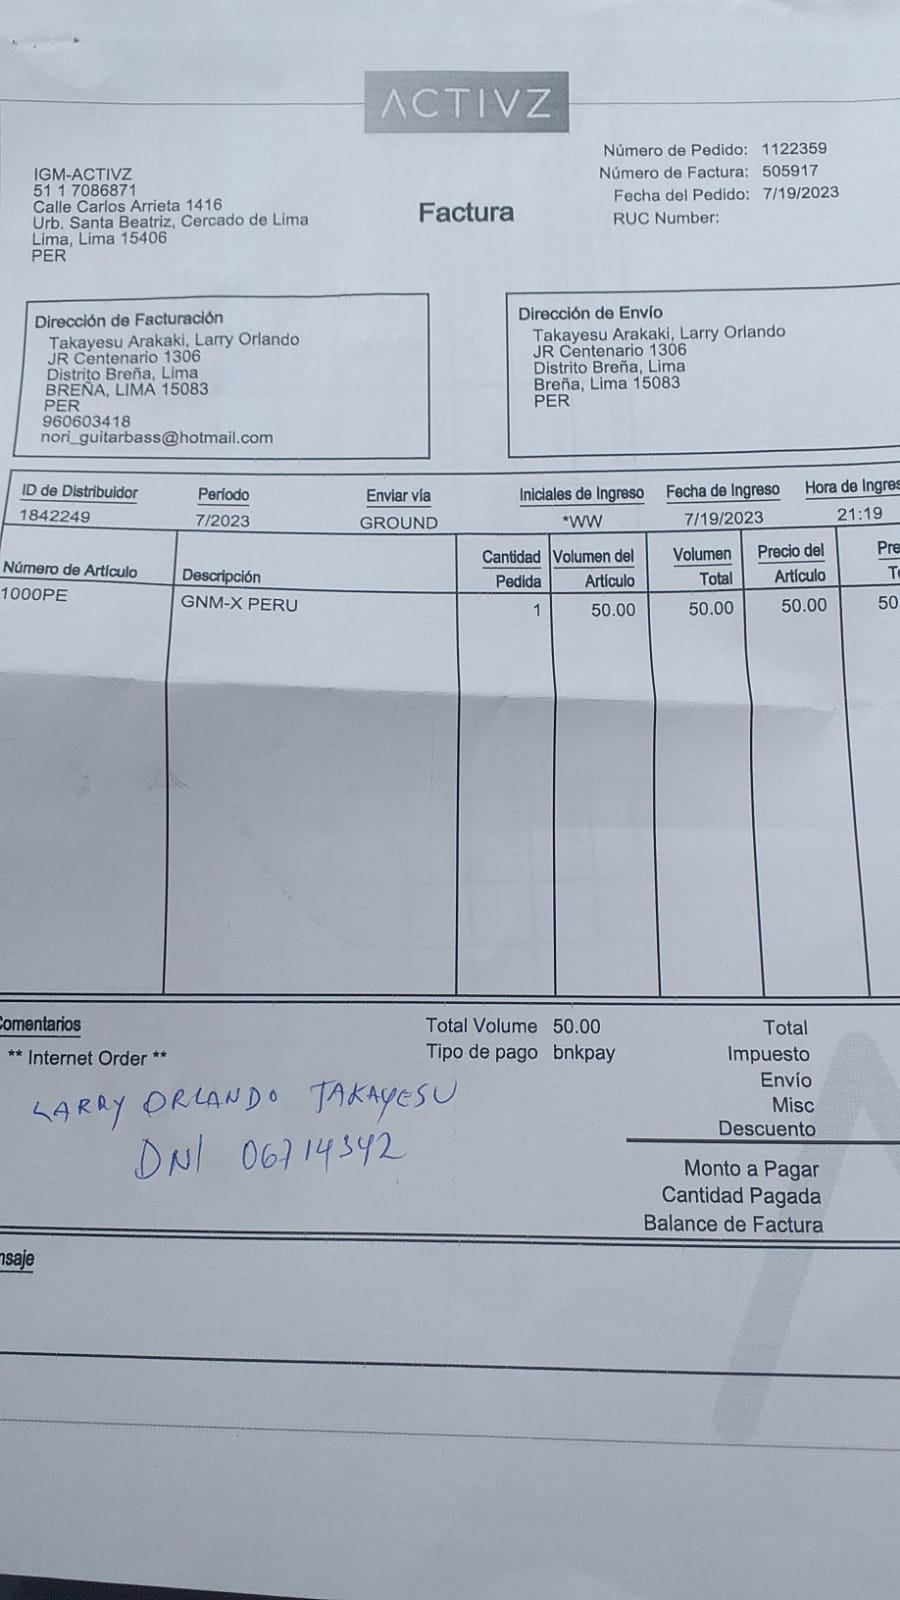 ACTIVZ
IGM-ACTIVZ
51 1 7086871
Calle Carlos Arrieta 1416
Urb. Santa Beatriz, Cercado de Lima
Lima, Lima 15406
PER
Factura
Número de Pedido: 1122359
Número de Factura: 505917
Fecha del Pedido: 7/19/2023
RUC Number:
Dirección de Facturación
Takayesu Arakaki, Larry Orlando
JR Centenario 1306
Distrito Breña, Lima
BREÑA, LIMA 15083
PER
960603418
nori_guitarbass@hotmail.com
Dirección de Envío
Takayesu Arakaki, Larry Orlando
JR Centenario 1306
Distrito Breña, Lima
Breña, Lima 15083
PER
ID de Distribuidor Período Enviar vía Iniciales de Ingreso Fecha de Ingreso Hora de Ingres
1842249 7/2023 GROUND *WW 7/19/2023 21:19
Número de Artículo Descripción Cantidad Pedida Volumen del Artículo Volumen Total Precio del Artículo Pre T
1000PE GNM-X PERU 1 50.00 50.00 50.00 50
Comentarios
** Internet Order **
Total Volume 50.00
Tipo de pago bnkpay
LARRY ORLANDO TAKAYESU
DNI 06714342
Total
Impuesto
Envío
Misc
Descuento
Monto a Pagar
Cantidad Pagada
Balance de Factura
nsaje